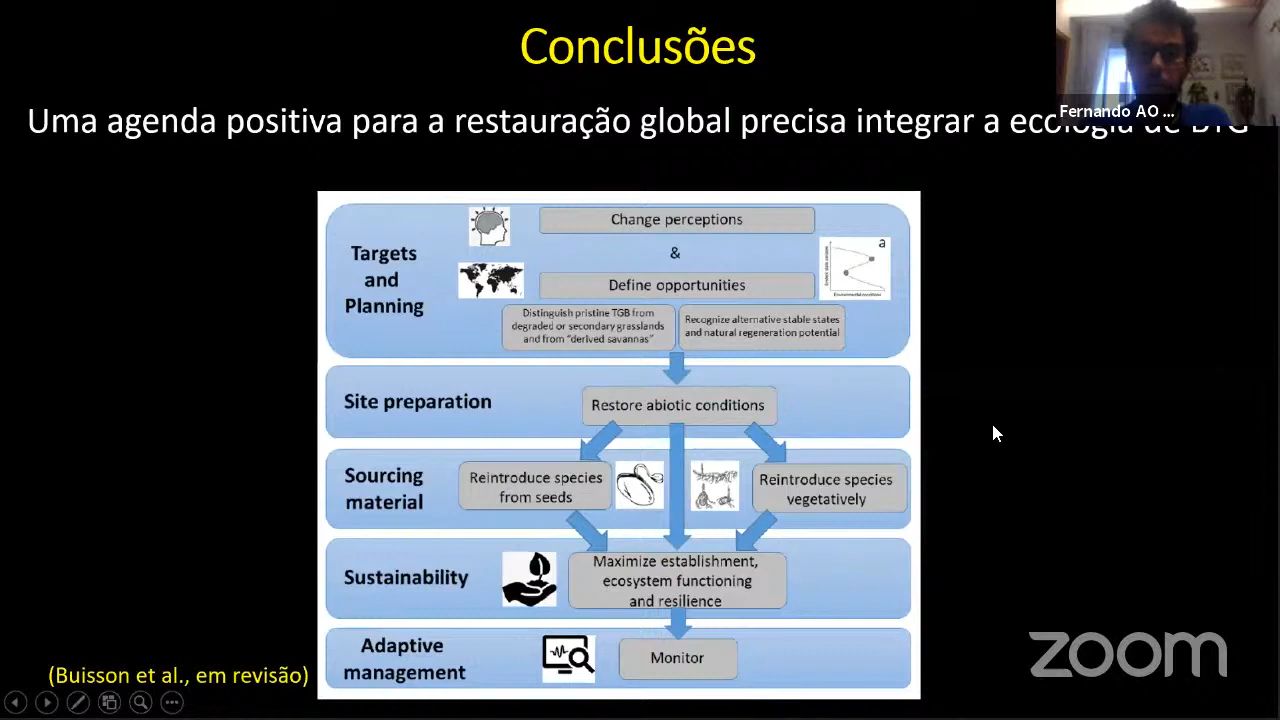 Conclusões
Fernando AO ...
Uma agenda positiva para a restauração global precisa integrar a ecologia de
Targets
and
Planning
Change perceptions
&
Define opportunities
a
Environmental conditions
Distinguish pristine TGB from
degraded or secondary grasslands
and from "derived savannas"
Recognize alternative stable states
and natural regeneration potential
Site preparation
Restore abiotic conditions
Sourcing
material
Reintroduce species
from seeds
Reintroduce species
vegetatively
Sustainability
Maximize establishment,
ecosystem functioning
and resilience
Adaptive
management
Monitor
(Buisson et al., em revisão)
zoom